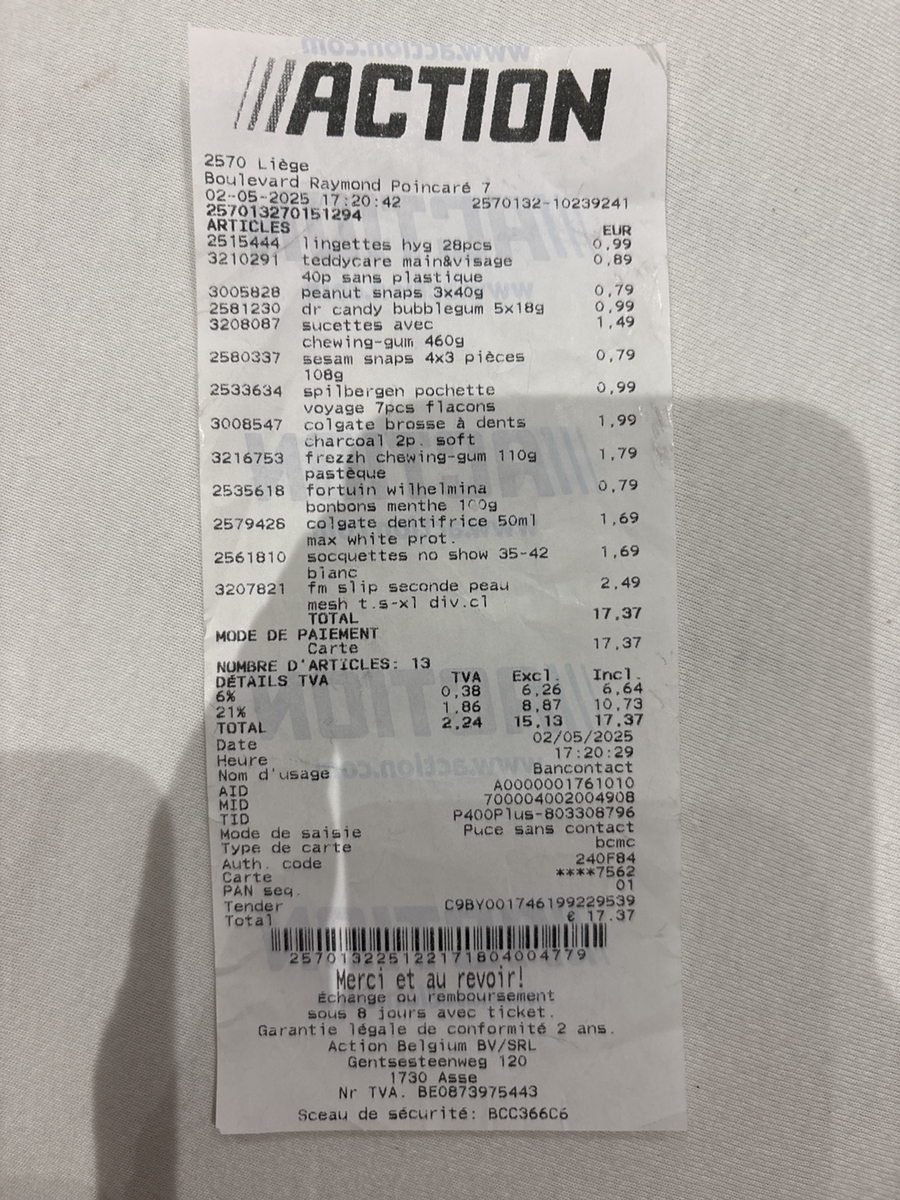 ACTION
2570 Liège
Boulevard Raymond Poincaré 7
02-05-2025 17:20:42 2570132-10239241
257013270151294
ARTICLES EUR
2515444 lingettes hyg 28pcs 0,99
3210291 teddycare main&visage 0,89
40p sans plastique
3005828 peanut snaps 3x40g 0,79
2581230 dr candy bubblegum 5x18g 0,99
3208087 sucettes avec 1,49
chewing-gum 460g
2580337 sesam snaps 4x3 pièces 0,79
108g
2533634 spilbergen pochette 0,99
voyage 7pcs flacons
3008547 colgate brosse à dents 1,99
charcoal 2p. soft
3216753 frezzh chewing-gum 110g 1,79
pastèque
2535618 fortuin wilhelmina 0,79
bonbons menthe 100g
2579426 colgate dentifrice 50ml 1,69
max white prot.
2561810 socquettes no show 35-42 1,69
blanc
3207821 fm slip seconde peau 2,49
mesh t.s-xl div.cl
TOTAL 17,37
MODE DE PAIEMENT
Carte 17,37
NOMBRE D'ARTICLES: 13
DÉTAILS TVA TVA Excl. Incl.
6% 0,38 6,26 6,64
21% 1,86 8,87 10,73
TOTAL 2,24 15,13 17,37
Date 02/05/2025
Heure 17:20:29
Nom d'usage Bancontact
AID A0000001761010
MID 700004002004908
TID P400Plus-803308796
Mode de saisie Puce sans contact
Type de carte bcmc
Auth. code 240F84
Carte ****7562
PAN seq. 01
Tender C9BY001746199229539
Total € 17.37
257013225122171804004779
Merci et au revoir!
Échange ou remboursement
sous 8 jours avec ticket.
Garantie légale de conformité 2 ans.
Action Belgium BV/SRL
Gentsesteenweg 120
1730 Asse
Nr TVA. BE0873975443
Sceau de sécurité: BCC366C6